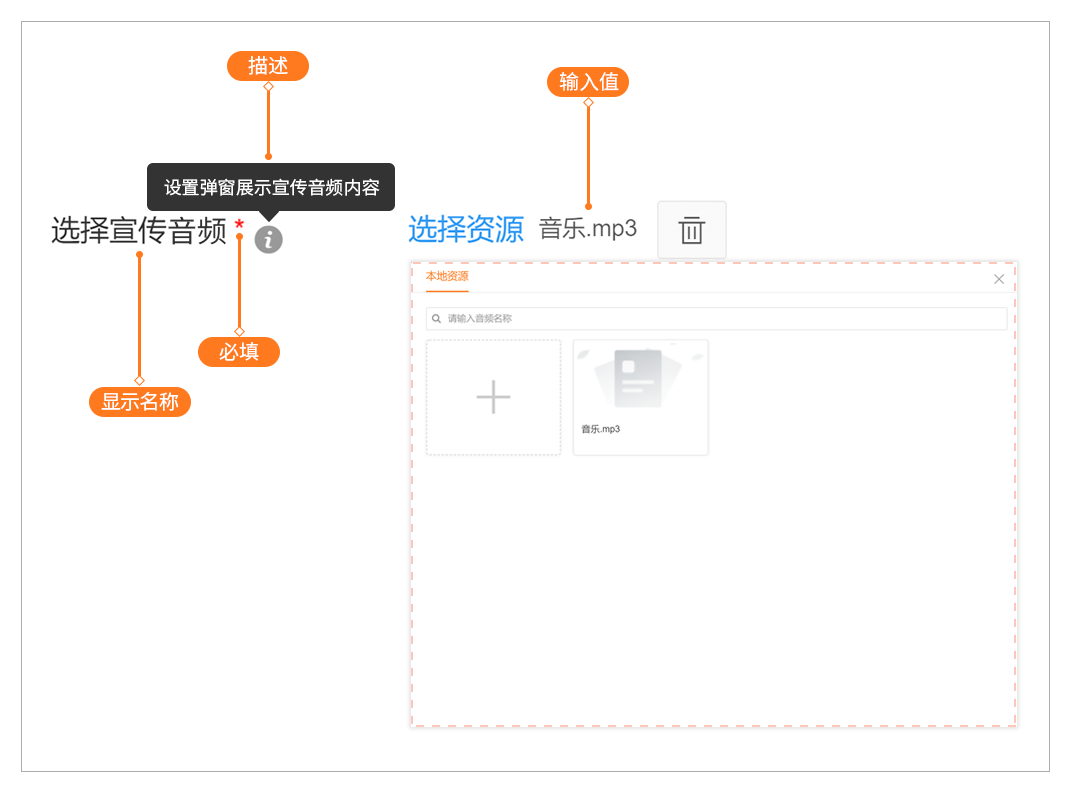 描述
输入值
设置弹窗展示宣传音频内容
选择宣传音频 *
选择资源 音乐.mp3
本地资源
请输入音频名称
必填
显示名称
音乐.mp3